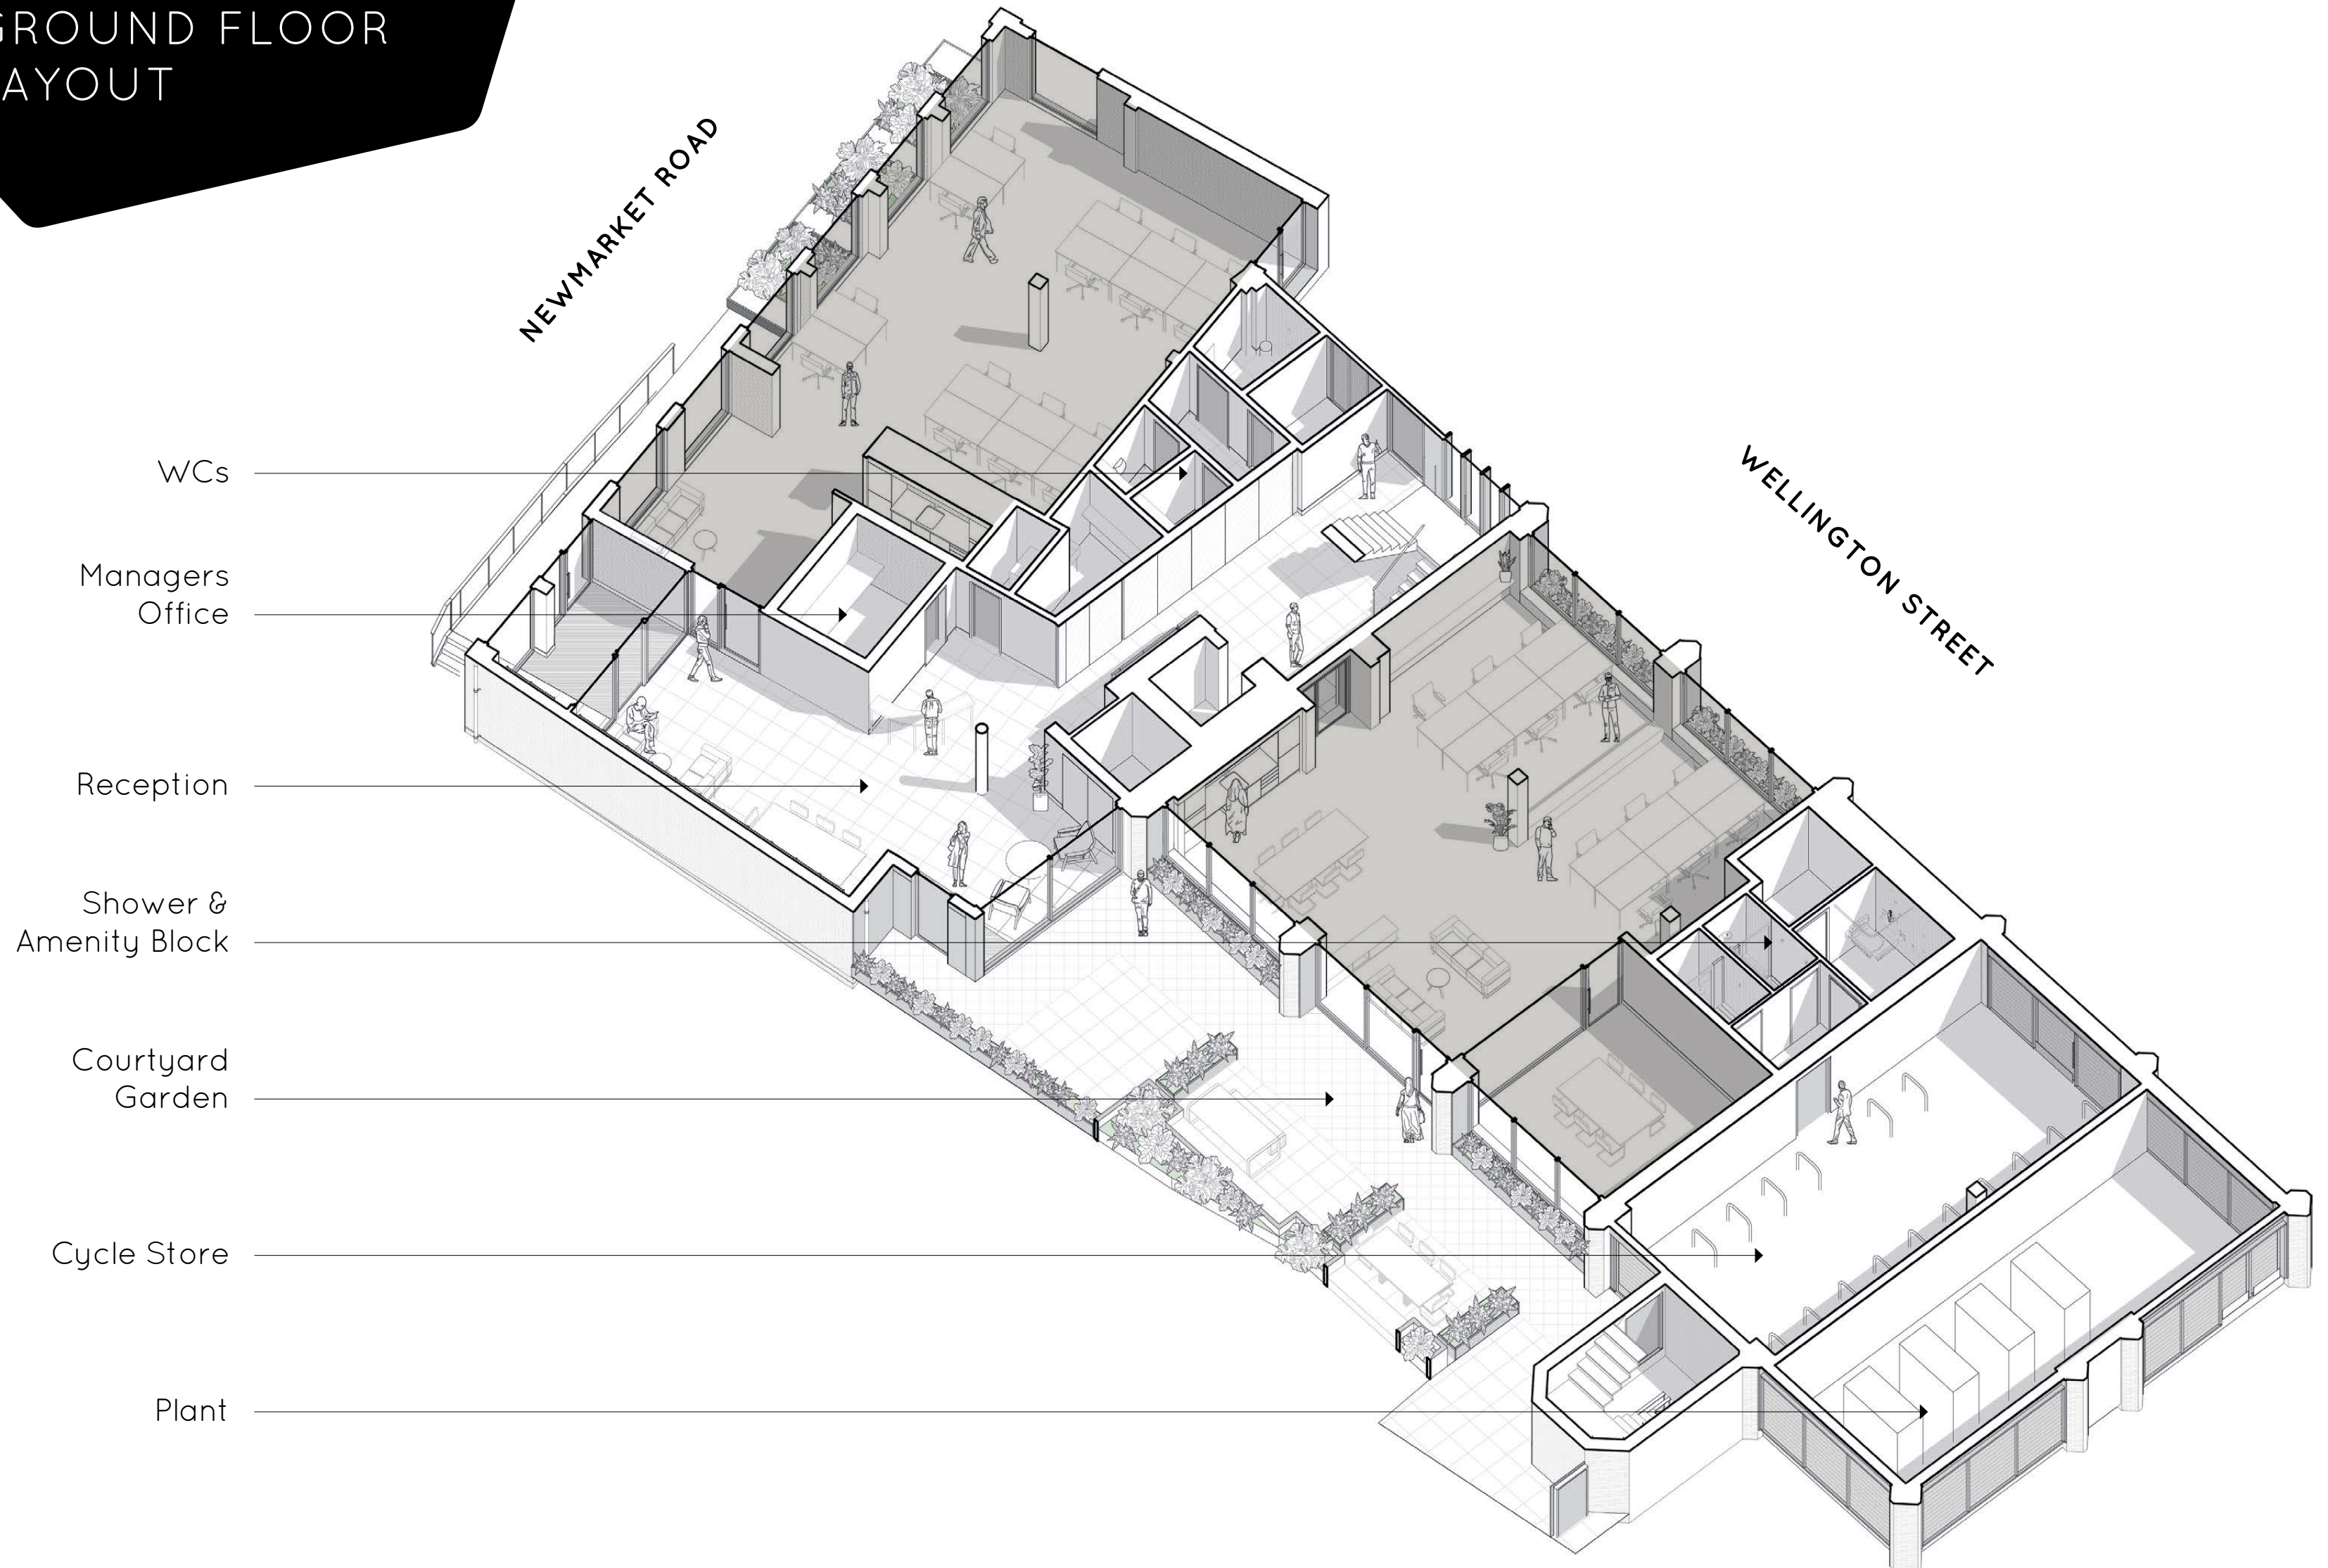 GROUND FLOOR
AYOUT
NEWMARKET ROAD
WELLINGTON STREET
WCs
Managers
Office
Reception
Shower &
Amenity Block
Courtyard
Garden
Cycle Store
Plant